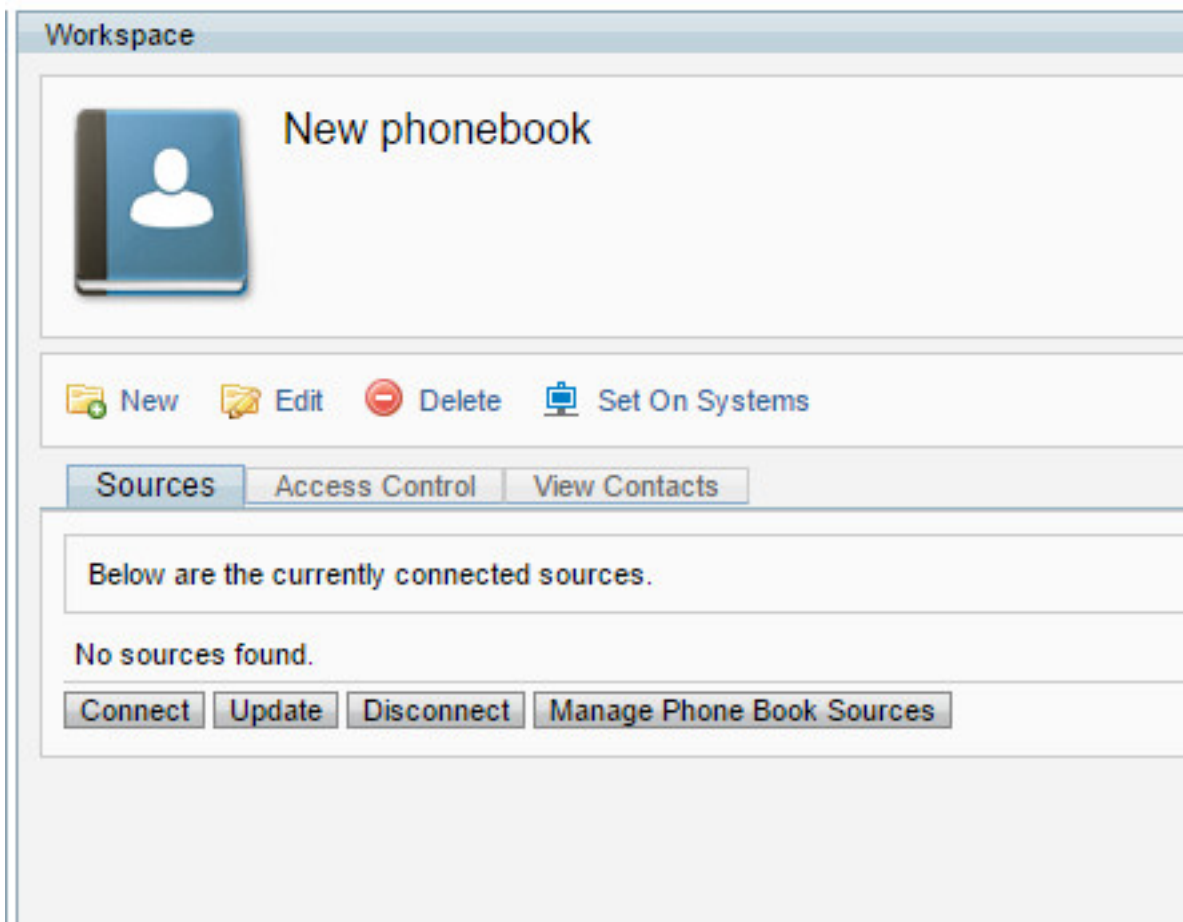 Workspace
New phonebook
New Edit Delete Set On Systems
Sources Access Control View Contacts
Below are the currently connected sources.
No sources found.
Connect Update Disconnect Manage Phone Book Sources